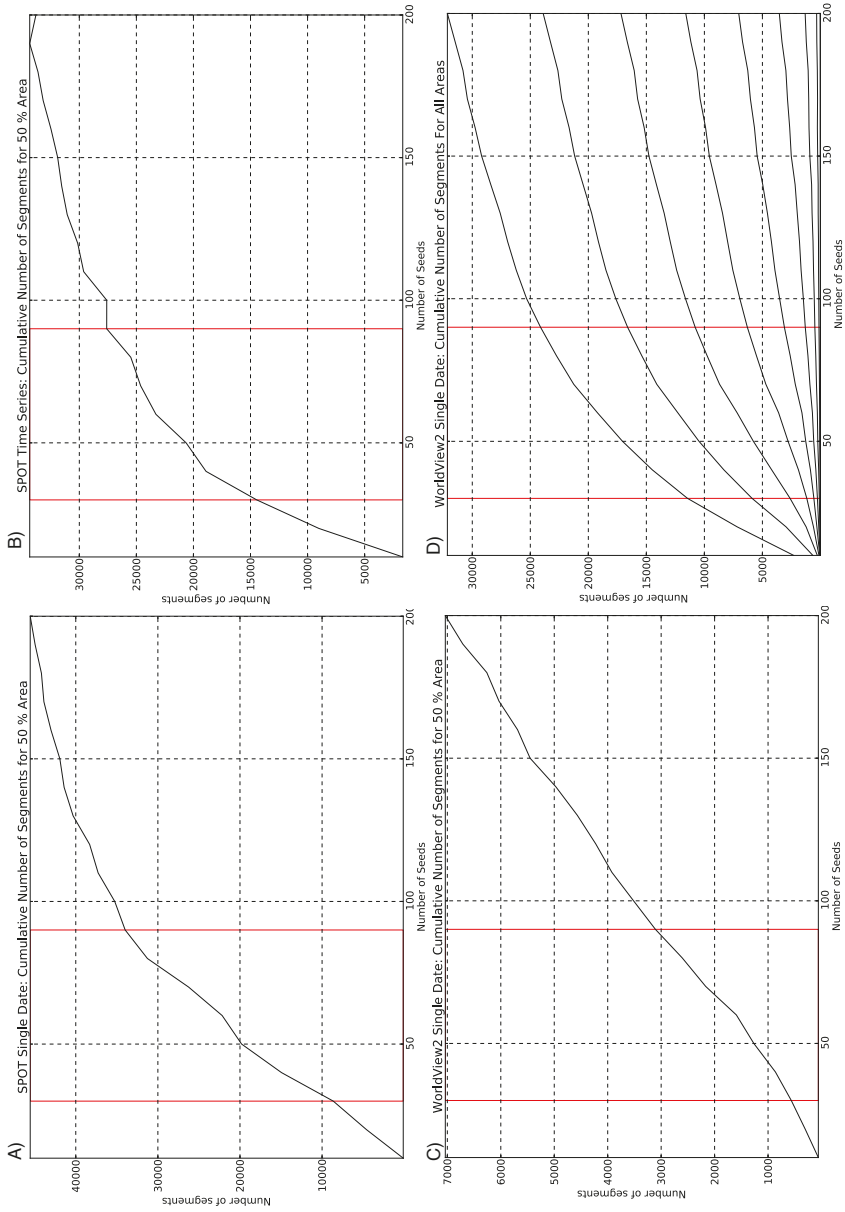 A)
SPOT Single Date: Cumulative Number of Segments for 50 % Area
40000
30000
20000
10000
Number of segments
50
100
150
200
Number of Seeds
B)
SPOT Time Series: Cumulative Number of Segments for 50 % Area
35000
30000
25000
20000
15000
10000
5000
Number of segments
50
100
150
200
Number of Seeds
C)
WorldView2 Single Date: Cumulative Number of Segments for 50 % Area
7000
6000
5000
4000
3000
2000
1000
Number of segments
50
100
150
200
Number of Seeds
D)
WorldView2 Single Date: Cumulative Number of Segments For All Areas
30000
25000
20000
15000
10000
5000
Number of segments
50
100
150
200
Number of Seeds